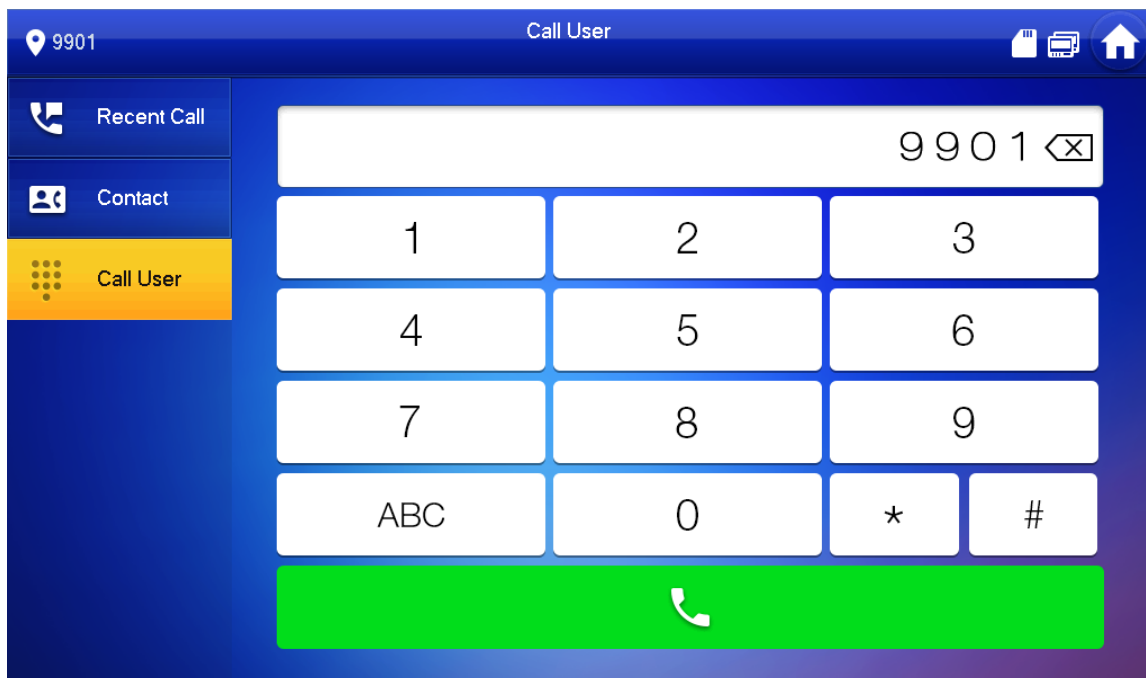 9901
Call User
Recent Call
Contact
Call User
9901
1 2 3
4 5 6
7 8 9
ABC 0 * #